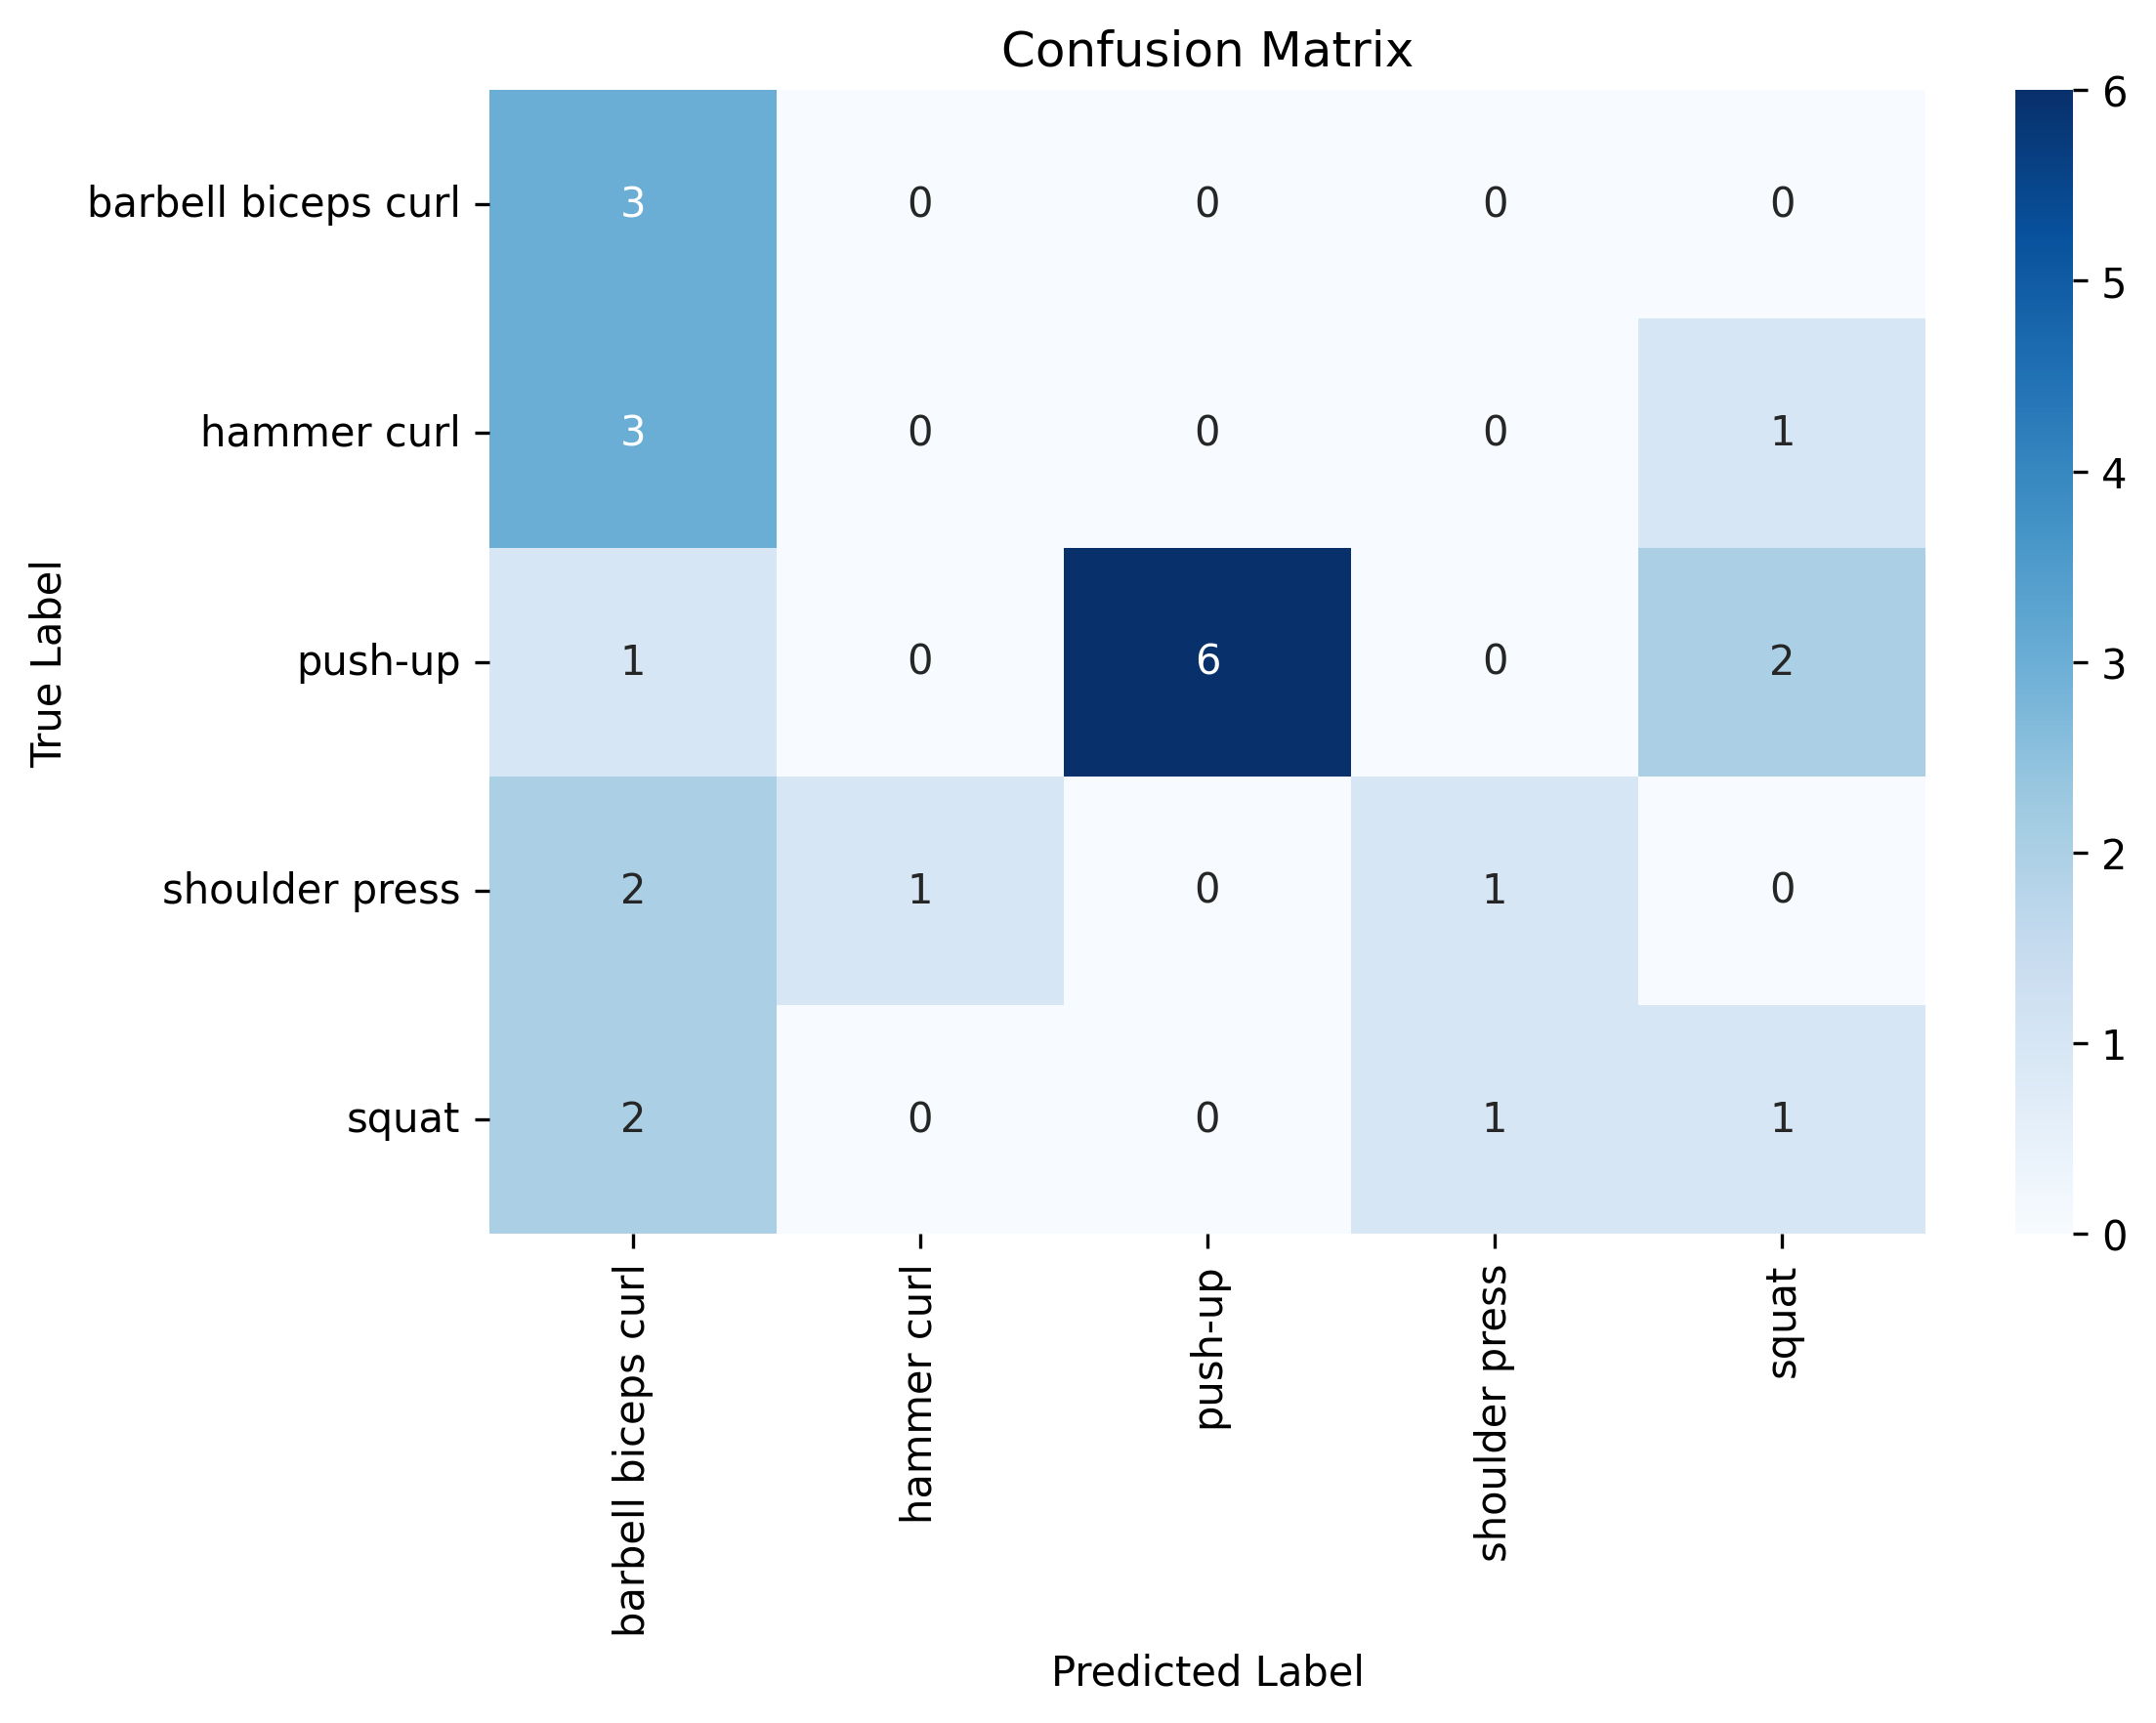 Confusion Matrix
True Label
barbell biceps curl 3 0 0 0 0
hammer curl 3 0 0 0 1
push-up 1 0 6 0 2
shoulder press 2 1 0 1 0
squat 2 0 0 1 1
barbell biceps curl
hammer curl
push-up
shoulder press
squat
Predicted Label
6
5
4
3
2
1
0